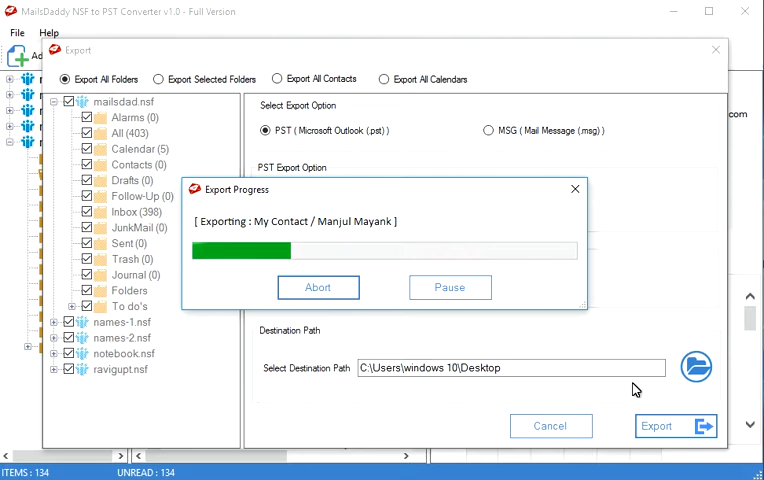 MailsDaddy NSF to PST Converter v1.0 - Full Version
File Help
Ad
Export
Export All Folders Export Selected Folders Export All Contacts Export All Calendars
mailsdad.nsf
Alarms (0)
All (403)
Calendar (5)
Contacts (0)
Drafts (0)
Follow-Up (0)
Inbox (398)
JunkMail (0)
Sent (0)
Trash (0)
Journal (0)
Folders
To do's
names-1.nsf
names-2.nsf
notebook.nsf
ravigupt.nsf
Select Export Option
PST ( Microsoft Outlook (.pst) ) MSG ( Mail Message (.msg) )
PST Export Option
com
Export Progress
[ Exporting : My Contact / Manjul Mayank ]
Abort Pause
Destination Path
Select Destination Path C:\Users\windows 10\Desktop
Cancel Export
ITEMS : 134 UNREAD : 134